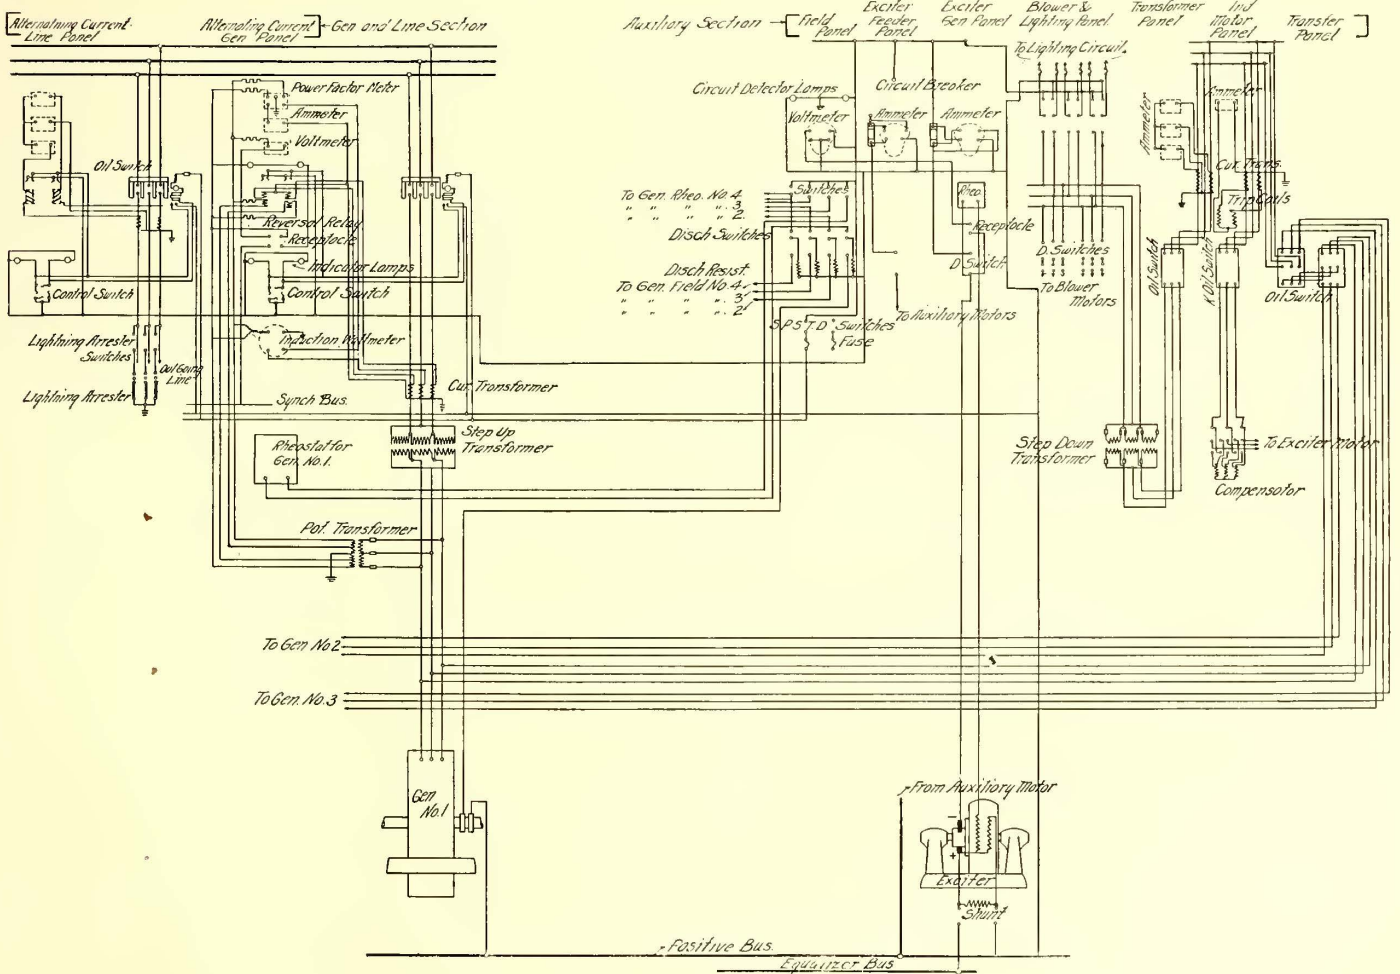 Alternating Current
Line Panel
Alternating Current
Gen Panel
Gen and Line Section
Auxiliary Section
Field
Panel
Exciter
Feeder
Panel
Exciter
Gen Panel
Blower &
Lighting Panel
Transformer
Panel
Ind
Motor
Panel
Transfer
Panel
To Lighting Circuit.
Power Factor Meter
Ammeter
Voltmeter
Circuit Detector Lamps
Circuit Breaker
Voltmeter
Ammeter
Ammeter
Ammeter
Ammeter
Oil Switch
Cur. Trans.
Trip Coils
Reversal Relay
Receptacle
Indicator Lamps
Control Switch
Control Switch
To Gen. Rheo. No. 4
" " " " 3
" " " " 2
Switches
Rheo.
Receptacle
Disch Switches
D. Switch
D. Switches
Disch Resist.
To Gen. Field No. 4
" " " " 3
" " " " 2
To Blower
Motors
Oil Switch
K Oil Switch
Oil Switch
Lightning Arrester
Switches
Out Going
Line
Lightning Arrester
Induction Wattmeter
S.P.S.T.D. Switches
Fuse
To Auxiliary Motors
Cur. Transformer
Synch Bus.
Step Up
Transformer
Rheostat for
Gen. No. 1.
Step Down
Transformer
To Exciter Motor
Compensator
Pot. Transformer
To Gen No 2
To Gen. No. 3
Gen
No. 1
From Auxiliary Motor
− 
+
Exciter
Shunt
Positive Bus.
Equalizer Bus